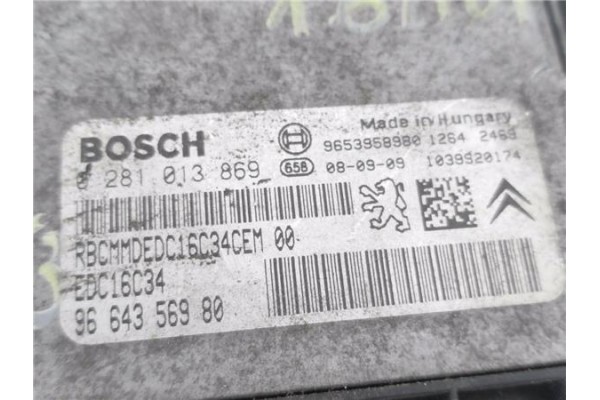 BOSCH
Made in Hungary
9653958980 1264 2469
0 281 013 869
658 08-09-09 1039S20174
RBCMMDEDC16C34CEM 00
EDC16C34
96 643 569 80